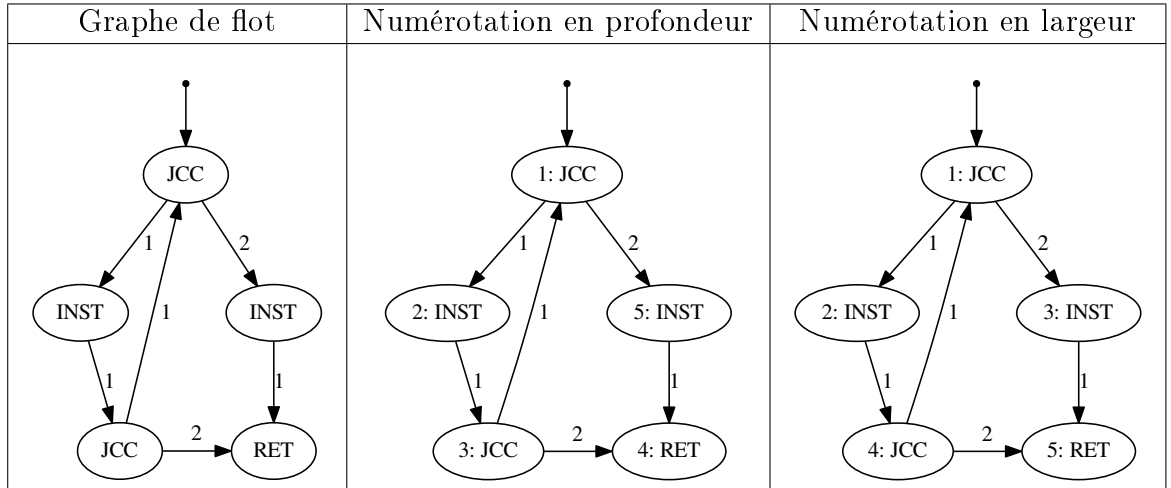 Graphe de flot Numérotation en profondeur Numérotation en largeur
JCC 1: JCC 1: JCC
1 2 1 2 1 2
INST 1 INST 2: INST 1 5: INST 2: INST 1 3: INST
1 1 1 1 1 1
JCC 2 RET 3: JCC 2 4: RET 4: JCC 2 5: RET